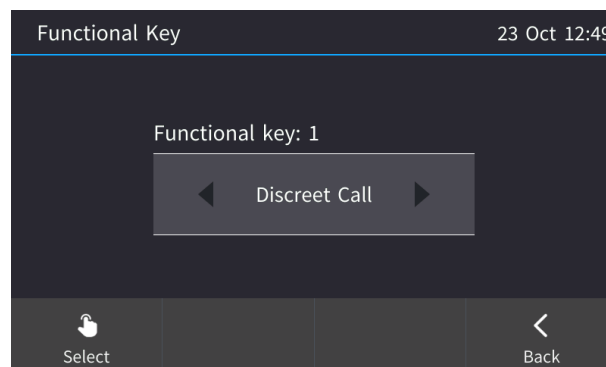 Functional Key 23 Oct 12:49
Functional key: 1
Discreet Call
Select Back